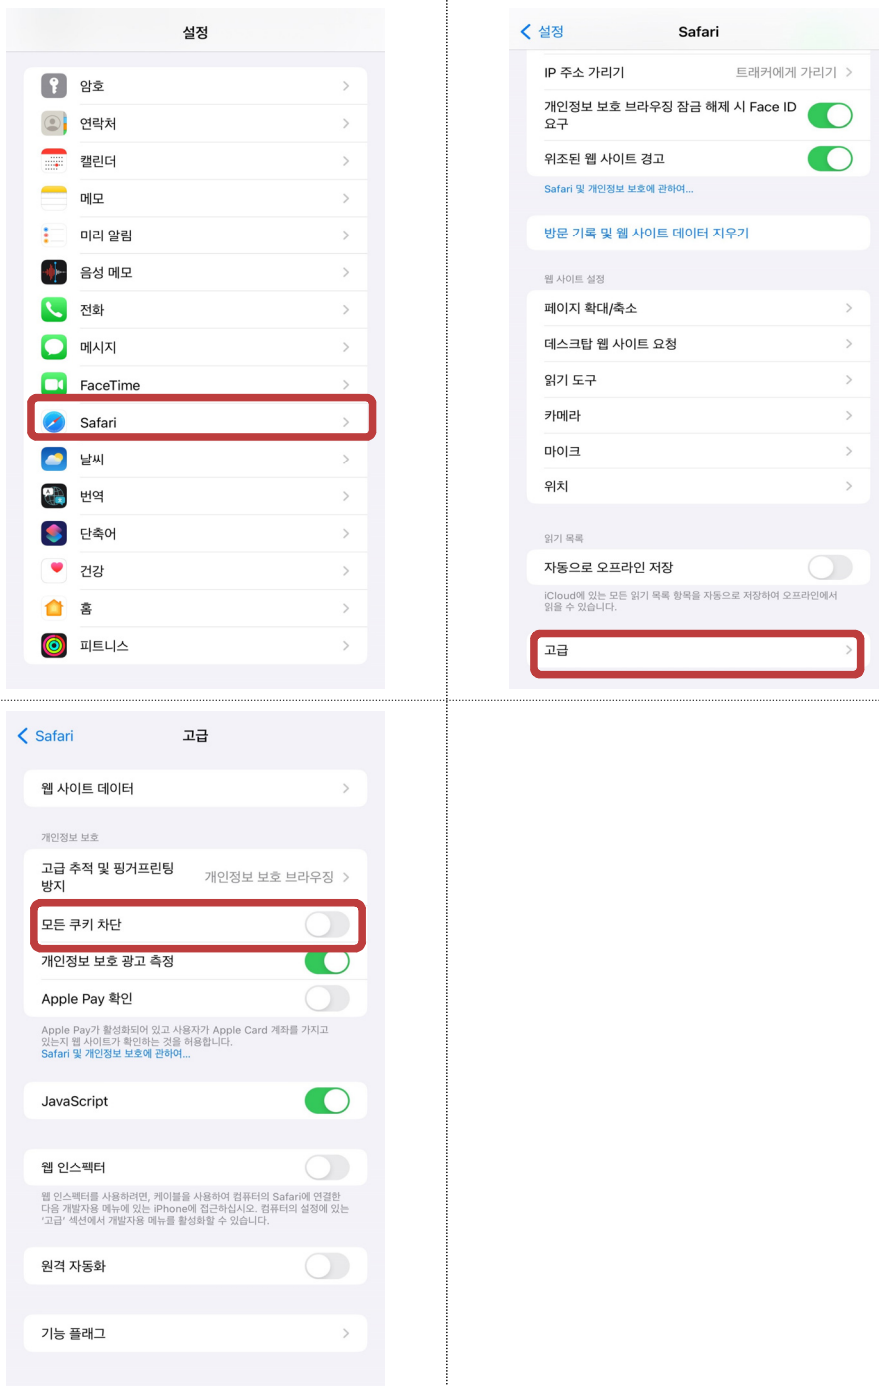 설정
암호
연락처
캘린더
메모
미리 알림
음성 메모
전화
메시지
FaceTime
Safari
날씨
번역
단축어
건강
홈
피트니스
설정
Safari
IP 주소 가리기
트래커에게 가리기
개인정보 보호 브라우징 잠금 해제 시 Face ID
요구
위조된 웹 사이트 경고
Safari 및 개인정보 보호에 관하여...
방문 기록 및 웹 사이트 데이터 지우기
웹 사이트 설정
페이지 확대/축소
데스크탑 웹 사이트 요청
읽기 도구
카메라
마이크
위치
읽기 목록
자동으로 오프라인 저장
iCloud에 있는 모든 읽기 목록 항목을 자동으로 저장하여 오프라인에서
읽을 수 있습니다.
고급
Safari
고급
웹 사이트 데이터
개인정보 보호
고급 추적 및 핑거프린팅
방지
개인정보 보호 브라우징
모든 쿠키 차단
개인정보 보호 광고 측정
Apple Pay 확인
Apple Pay가 활성화되어 있고 사용자가 Apple Card 계좌를 가지고
있는지 웹 사이트가 확인하는 것을 허용합니다.
Safari 및 개인정보 보호에 관하여...
JavaScript
웹 인스펙터
웹 인스펙터를 사용하려면, 케이블을 사용하여 컴퓨터의 Safari에 연결한
다음 개발자용 메뉴에 있는 iPhone에 접근하십시오. 컴퓨터의 설정에 있는
'고급' 섹션에서 개발자용 메뉴를 활성화할 수 있습니다.
원격 자동화
기능 플래그